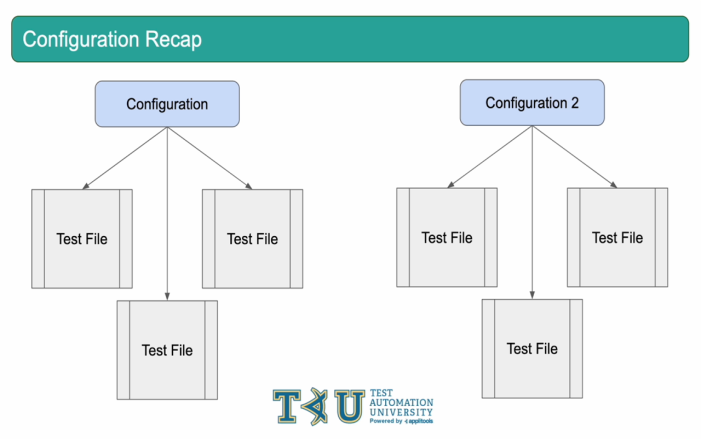 Configuration Recap
Configuration
Configuration 2
Test File
Test File
Test File
Test File
Test File
Test File
TAU
TEST
AUTOMATION
UNIVERSITY
Powered by applitools